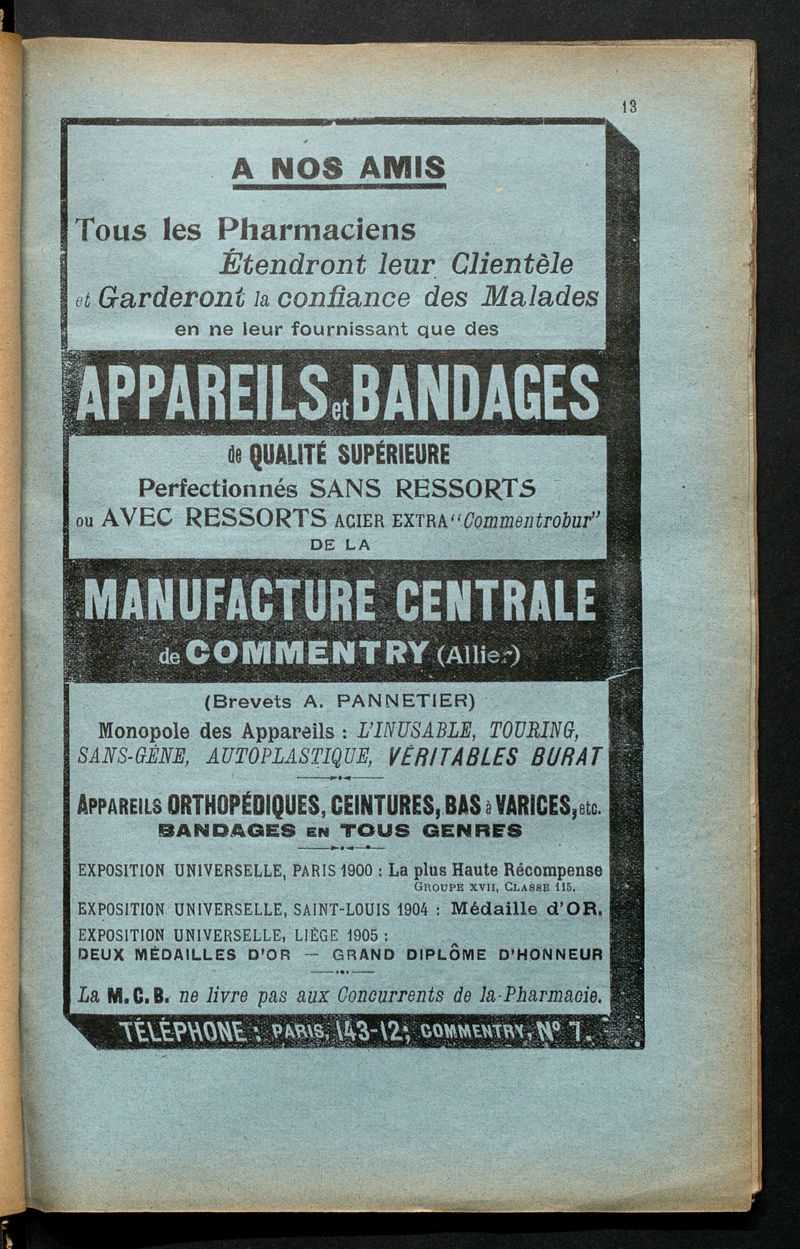 13
A NOS AMIS
Tous les Pharmaciens
Étendront leur Clientèle
et Garderont la confiance des Malades
en ne leur fournissant que des
APPAREILS et BANDAGES
de QUALITÉ SUPÉRIEURE
Perfectionnés SANS RESSORTS
ou AVEC RESSORTS ACIER EXTRA "Commentrobur"
DE LA
MANUFACTURE CENTRALE
de COMMENTRY (Allier)
(Brevets A. PANNETIER)
Monopole des Appareils : L'INUSABLE, TOURING,
SANS-GÊNE, AUTOPLASTIQUE, VÉRITABLES BURAT
APPAREILS ORTHOPÉDIQUES, CEINTURES, BAS à VARICES, etc.
BANDAGES EN TOUS GENRES
EXPOSITION UNIVERSELLE, PARIS 1900 : La plus Haute Récompense
GROUPE XVII, CLASSE 115.
EXPOSITION UNIVERSELLE, SAINT-LOUIS 1904 : Médaille d'OR.
EXPOSITION UNIVERSELLE, LIÈGE 1905 :
DEUX MÉDAILLES D'OR — GRAND DIPLÔME D'HONNEUR
La M.C.B. ne livre pas aux Concurrents de la Pharmacie.
TÉLÉPHONE : PARIS, 143-12; COMMENTRY, Nº 7.